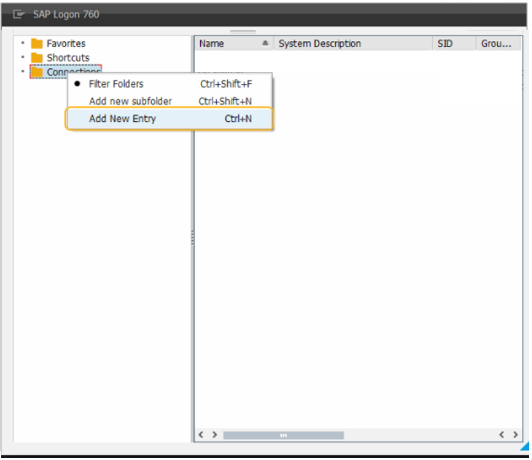 SAP Logon 760
Favorites
Shortcuts
Connections
Name System Description SID Grou...
Filter Folders Ctrl+Shift+F
Add new subfolder Ctrl+Shift+N
Add New Entry Ctrl+N